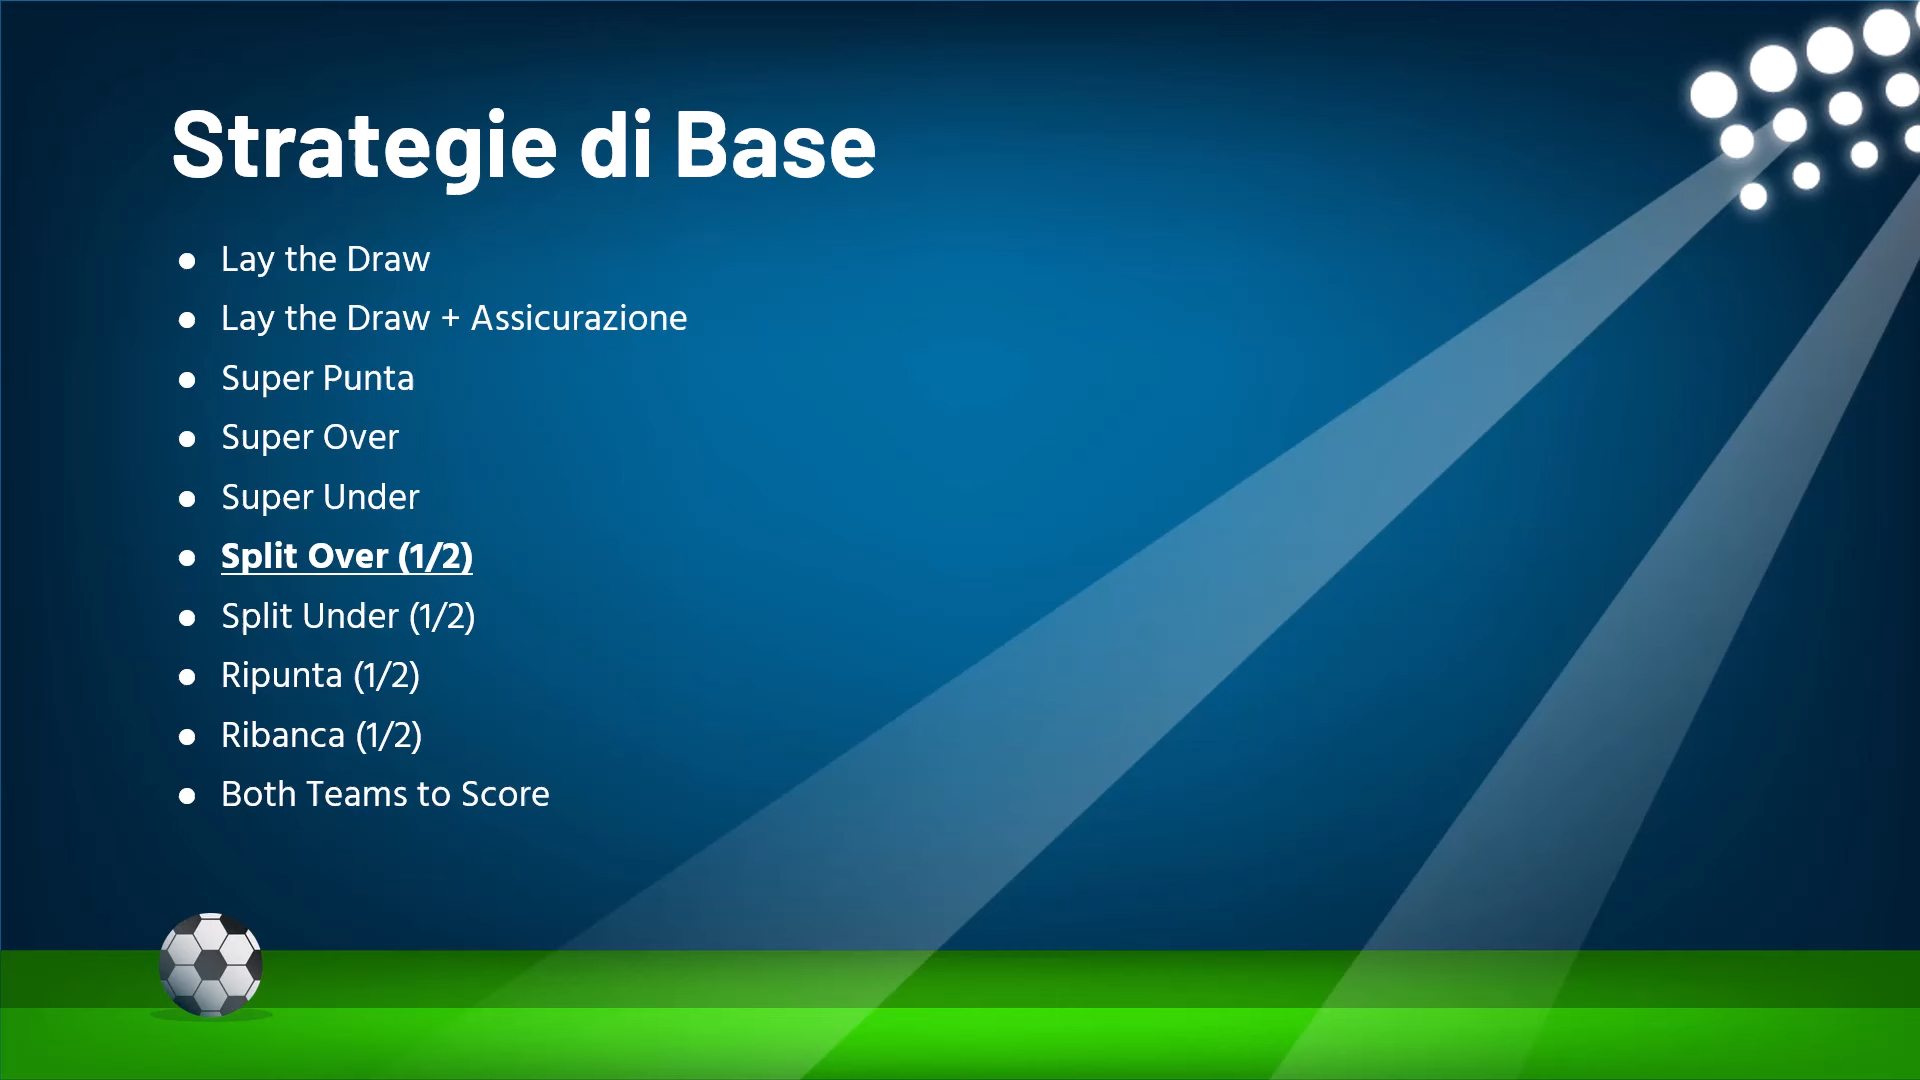 Strategie di Base
● Lay the Draw
● Lay the Draw + Assicurazione
● Super Punta
● Super Over
● Super Under
● Split Over (1/2)
● Split Under (1/2)
● Ripunta (1/2)
● Ribanca (1/2)
● Both Teams to Score